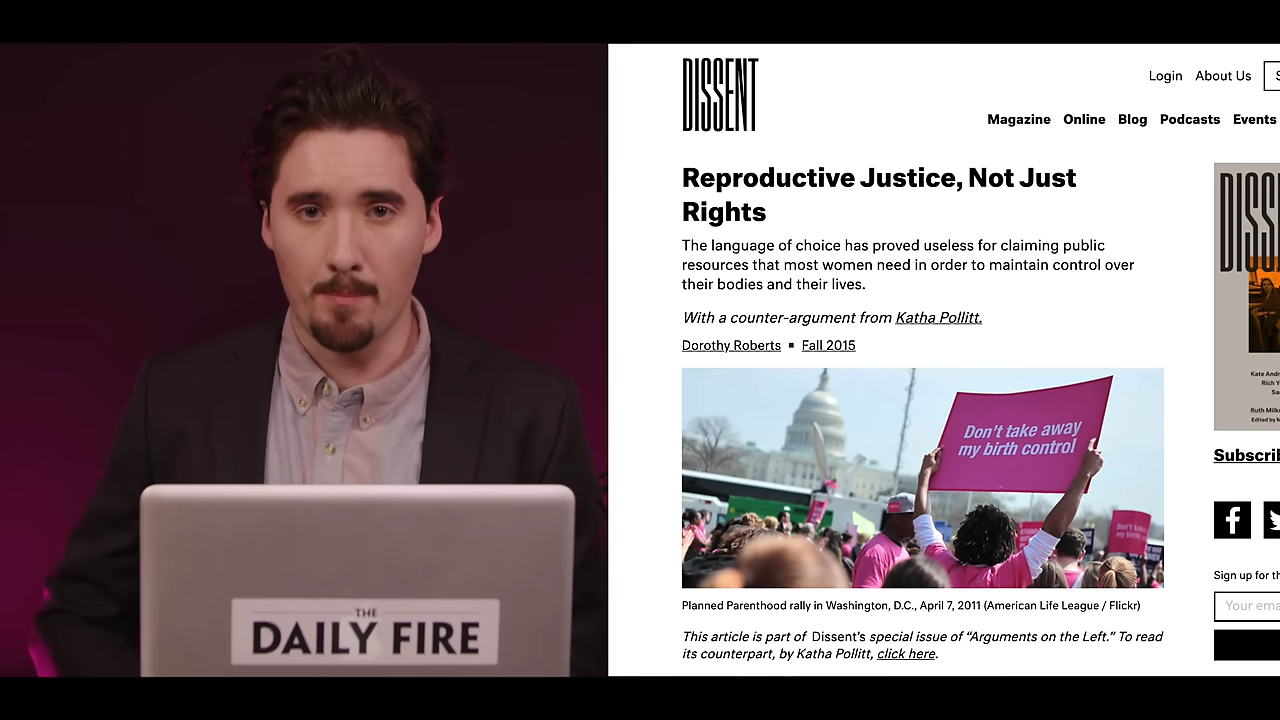 THE
DAILY FIRE
DISSENT
Login About Us
Magazine Online Blog Podcasts Events
Reproductive Justice, Not Just
Rights
The language of choice has proved useless for claiming public
resources that most women need in order to maintain control over
their bodies and their lives.
With a counter-argument from Katha Pollitt.
Dorothy Roberts ▪ Fall 2015
Don't take away
my birth control
Planned Parenthood rally in Washington, D.C., April 7, 2011 (American Life League / Flickr)
This article is part of Dissent's special issue of “Arguments on the Left.” To read
its counterpart, by Katha Pollitt, click here.
Ruth
Edited by
Sign up for
Your